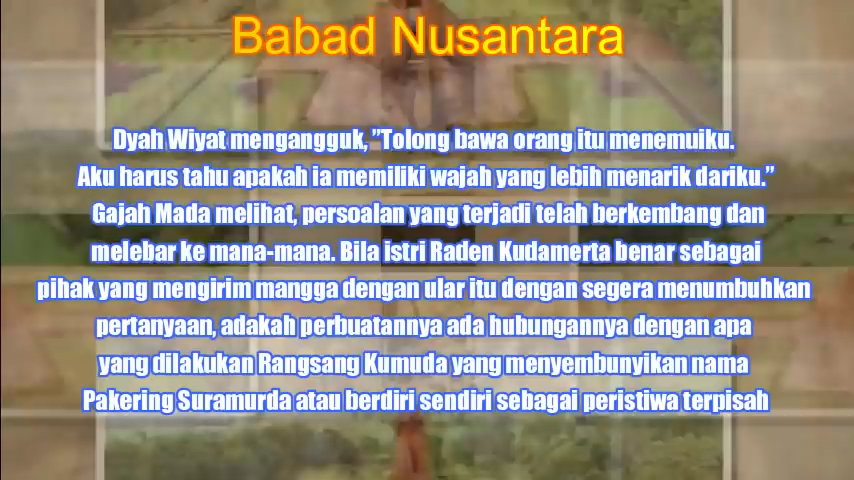 Babad Nusantara
Dyah Wiyat mengangguk, ”Tolong bawa orang itu menemuiku.
Aku harus tahu apakah ia memiliki wajah yang lebih menarik dariku.”
Gajah Mada melihat, persoalan yang terjadi telah berkembang dan
melebar ke mana-mana. Bila istri Raden Kudamerta benar sebagai
pihak yang mengirim mangga dengan ular itu dengan segera menumbuhkan
pertanyaan, adakah perbuatannya ada hubungannya dengan apa
yang dilakukan Rangsang Kumuda yang menyembunyikan nama
Pakering Suramurda atau berdiri sendiri sebagai peristiwa terpisah